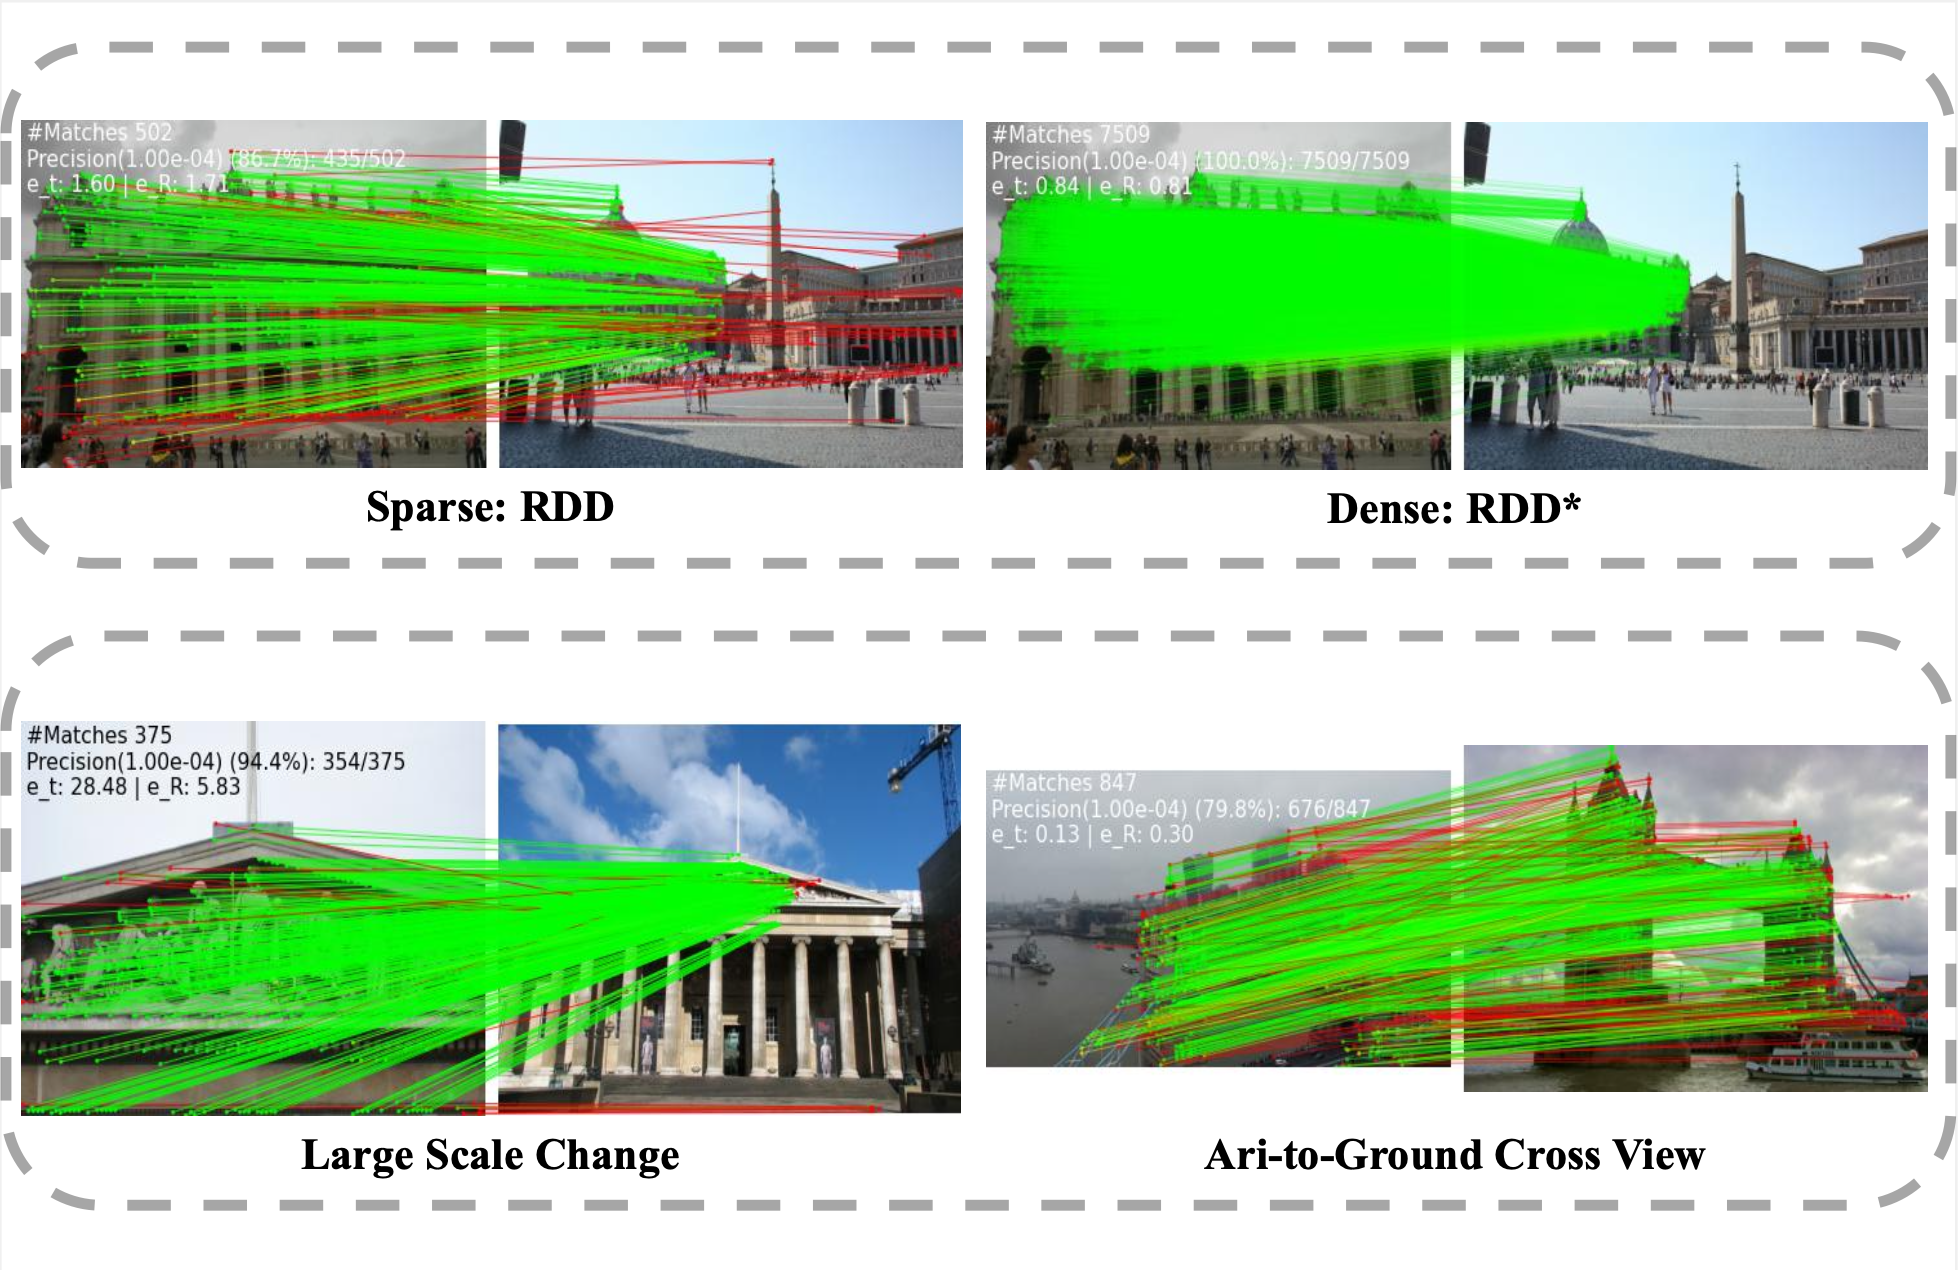 #Matches 502
Precision(1.00e-04) (86.7%): 435/502
e_t: 1.60 | e_R: 1.71
#Matches 7509
Precision(1.00e-04) (100.0%): 7509/7509
e_t: 0.84 | e_R: 0.81
Sparse: RDD
Dense: RDD*
#Matches 375
Precision(1.00e-04) (94.4%): 354/375
e_t: 28.48 | e_R: 5.83
#Matches 847
Precision(1.00e-04) (79.8%): 676/847
e_t: 0.13 | e_R: 0.30
Large Scale Change
Ari-to-Ground Cross View